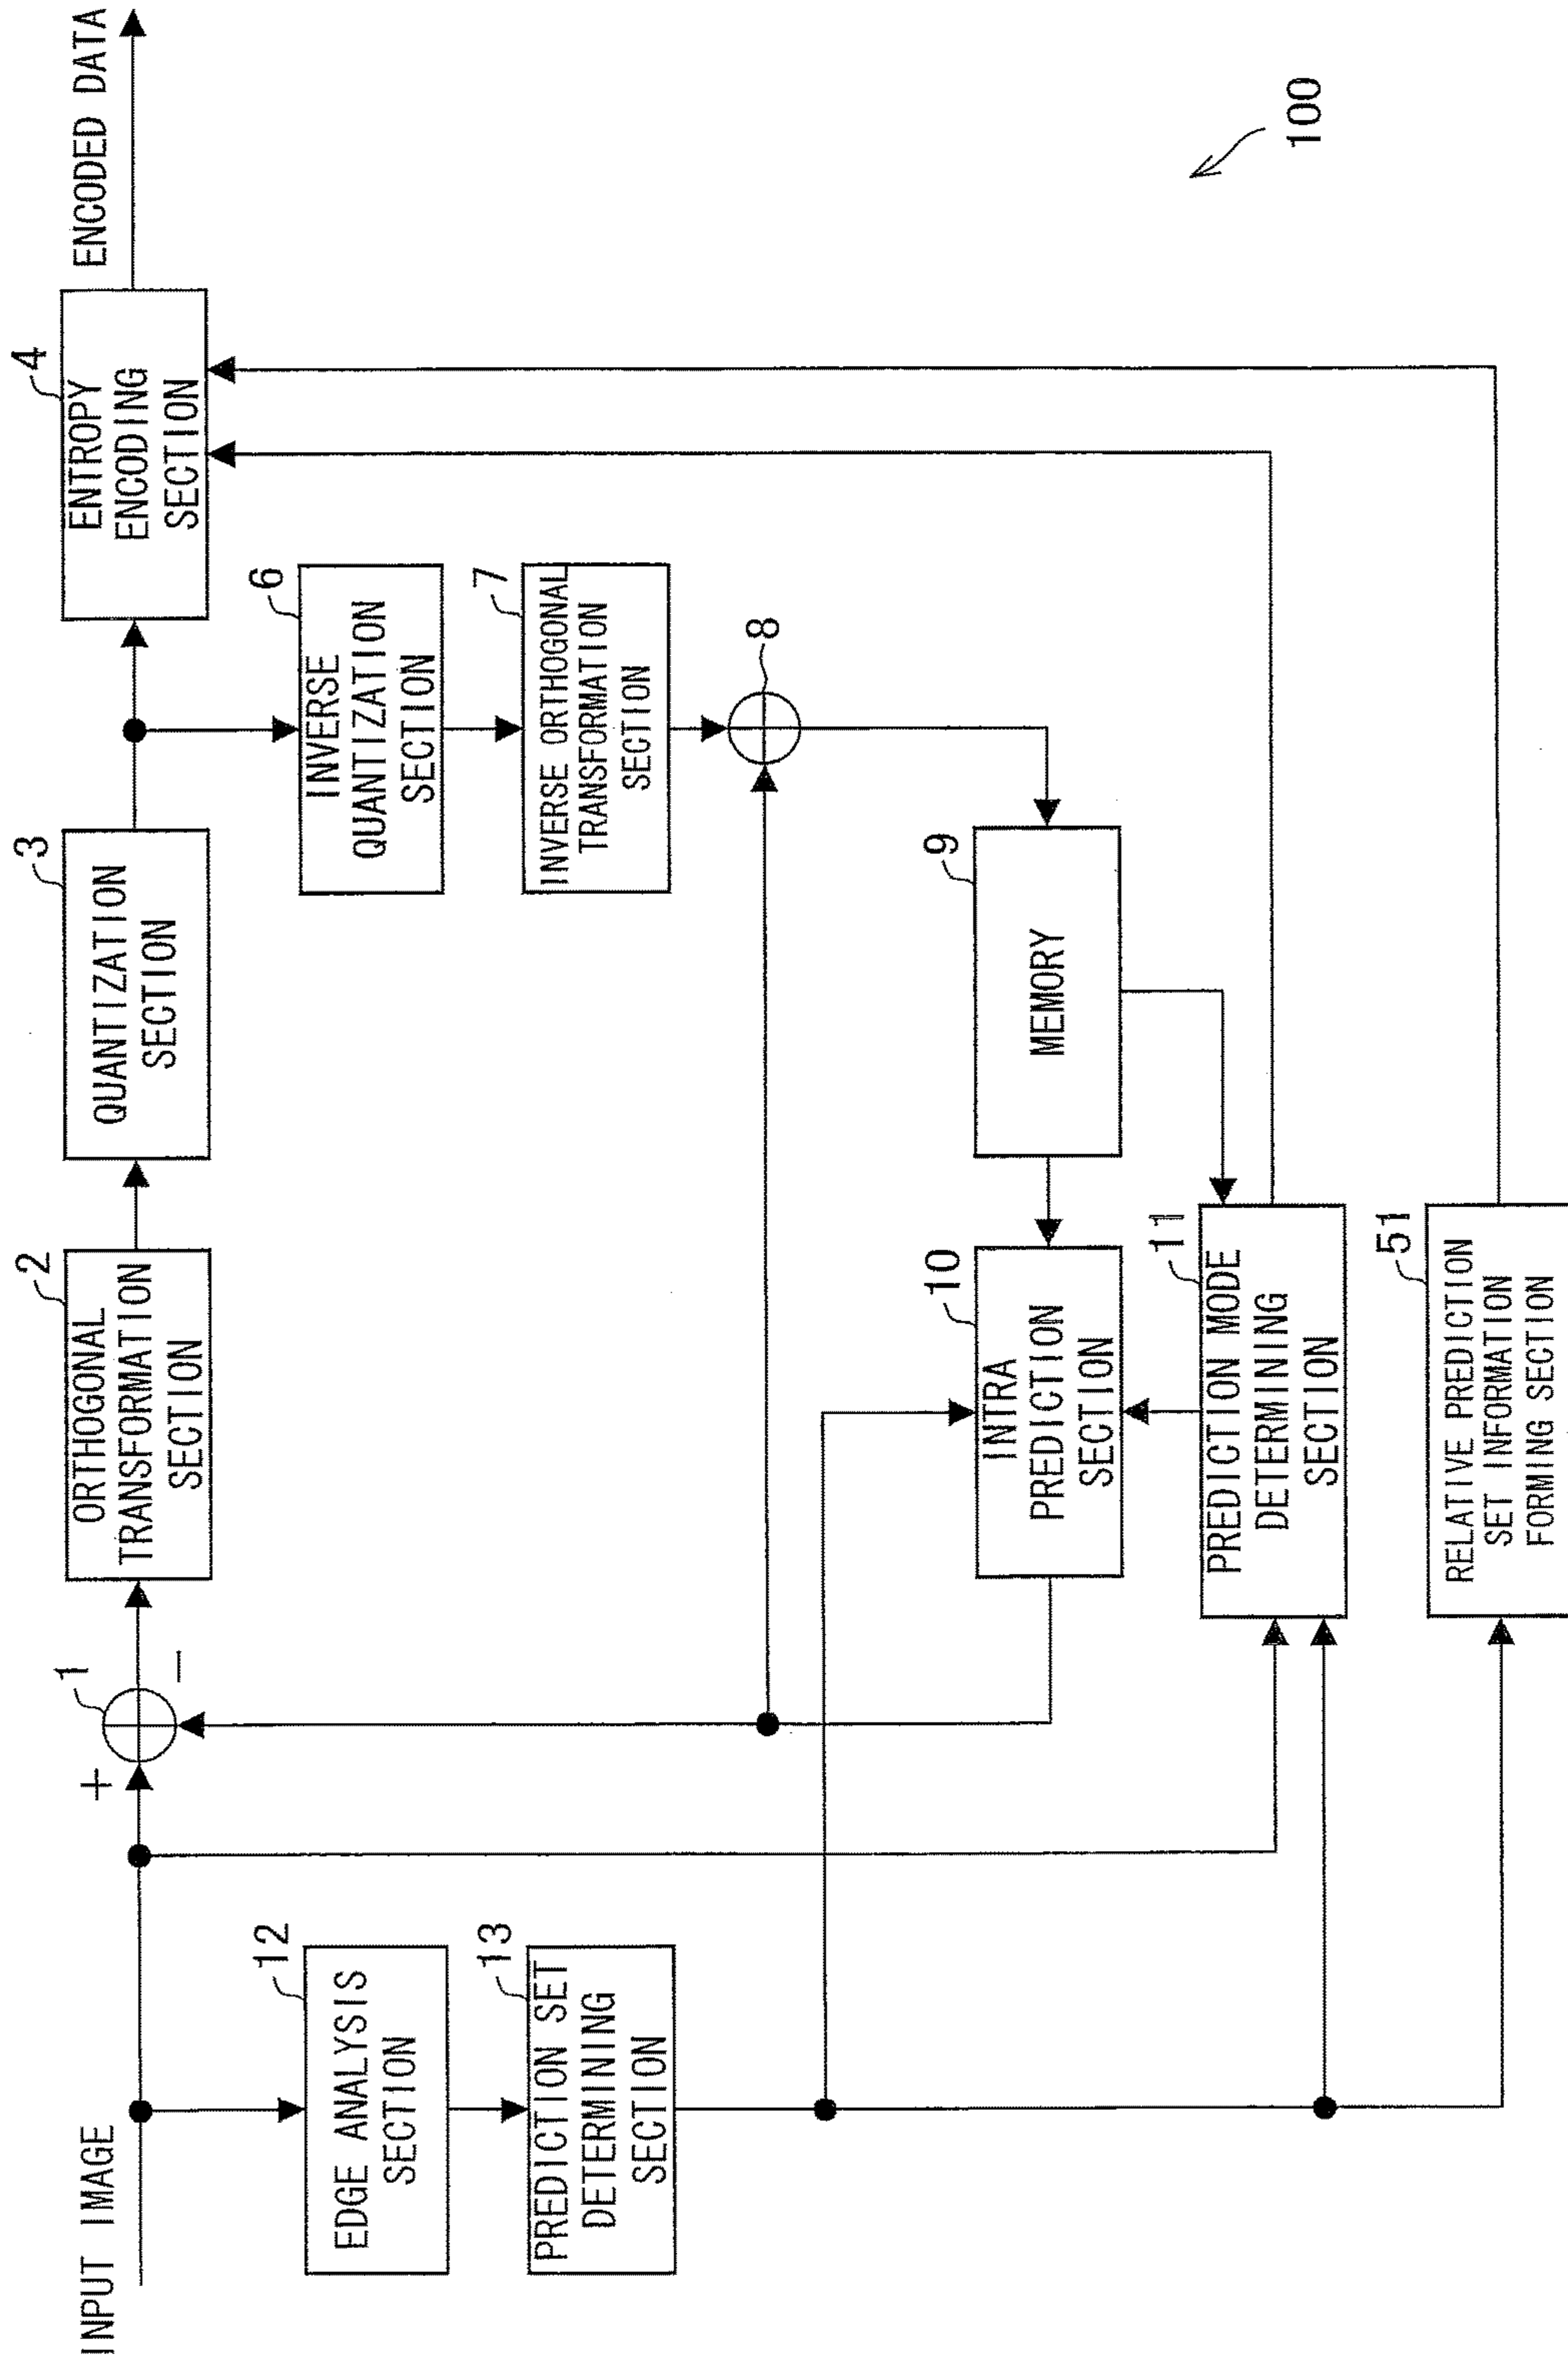 INPUT IMAGE
+
1
−
2
ORTHOGONAL
TRANSFORMATION
SECTION
3
QUANTIZATION
SECTION
4
ENTROPY
ENCODING
SECTION
ENCODED DATA
12
EDGE ANALYSIS
SECTION
13
PREDICTION SET
DETERMINING
SECTION
6
INVERSE
QUANTIZATION
SECTION
7
INVERSE ORTHOGONAL
TRANSFORMATION
SECTION
8
9
MEMORY
10
INTRA
PREDICTION
SECTION
11
PREDICTION MODE
DETERMINING
SECTION
51
RELATIVE PREDICTION
SET INFORMATION
FORMING SECTION
100